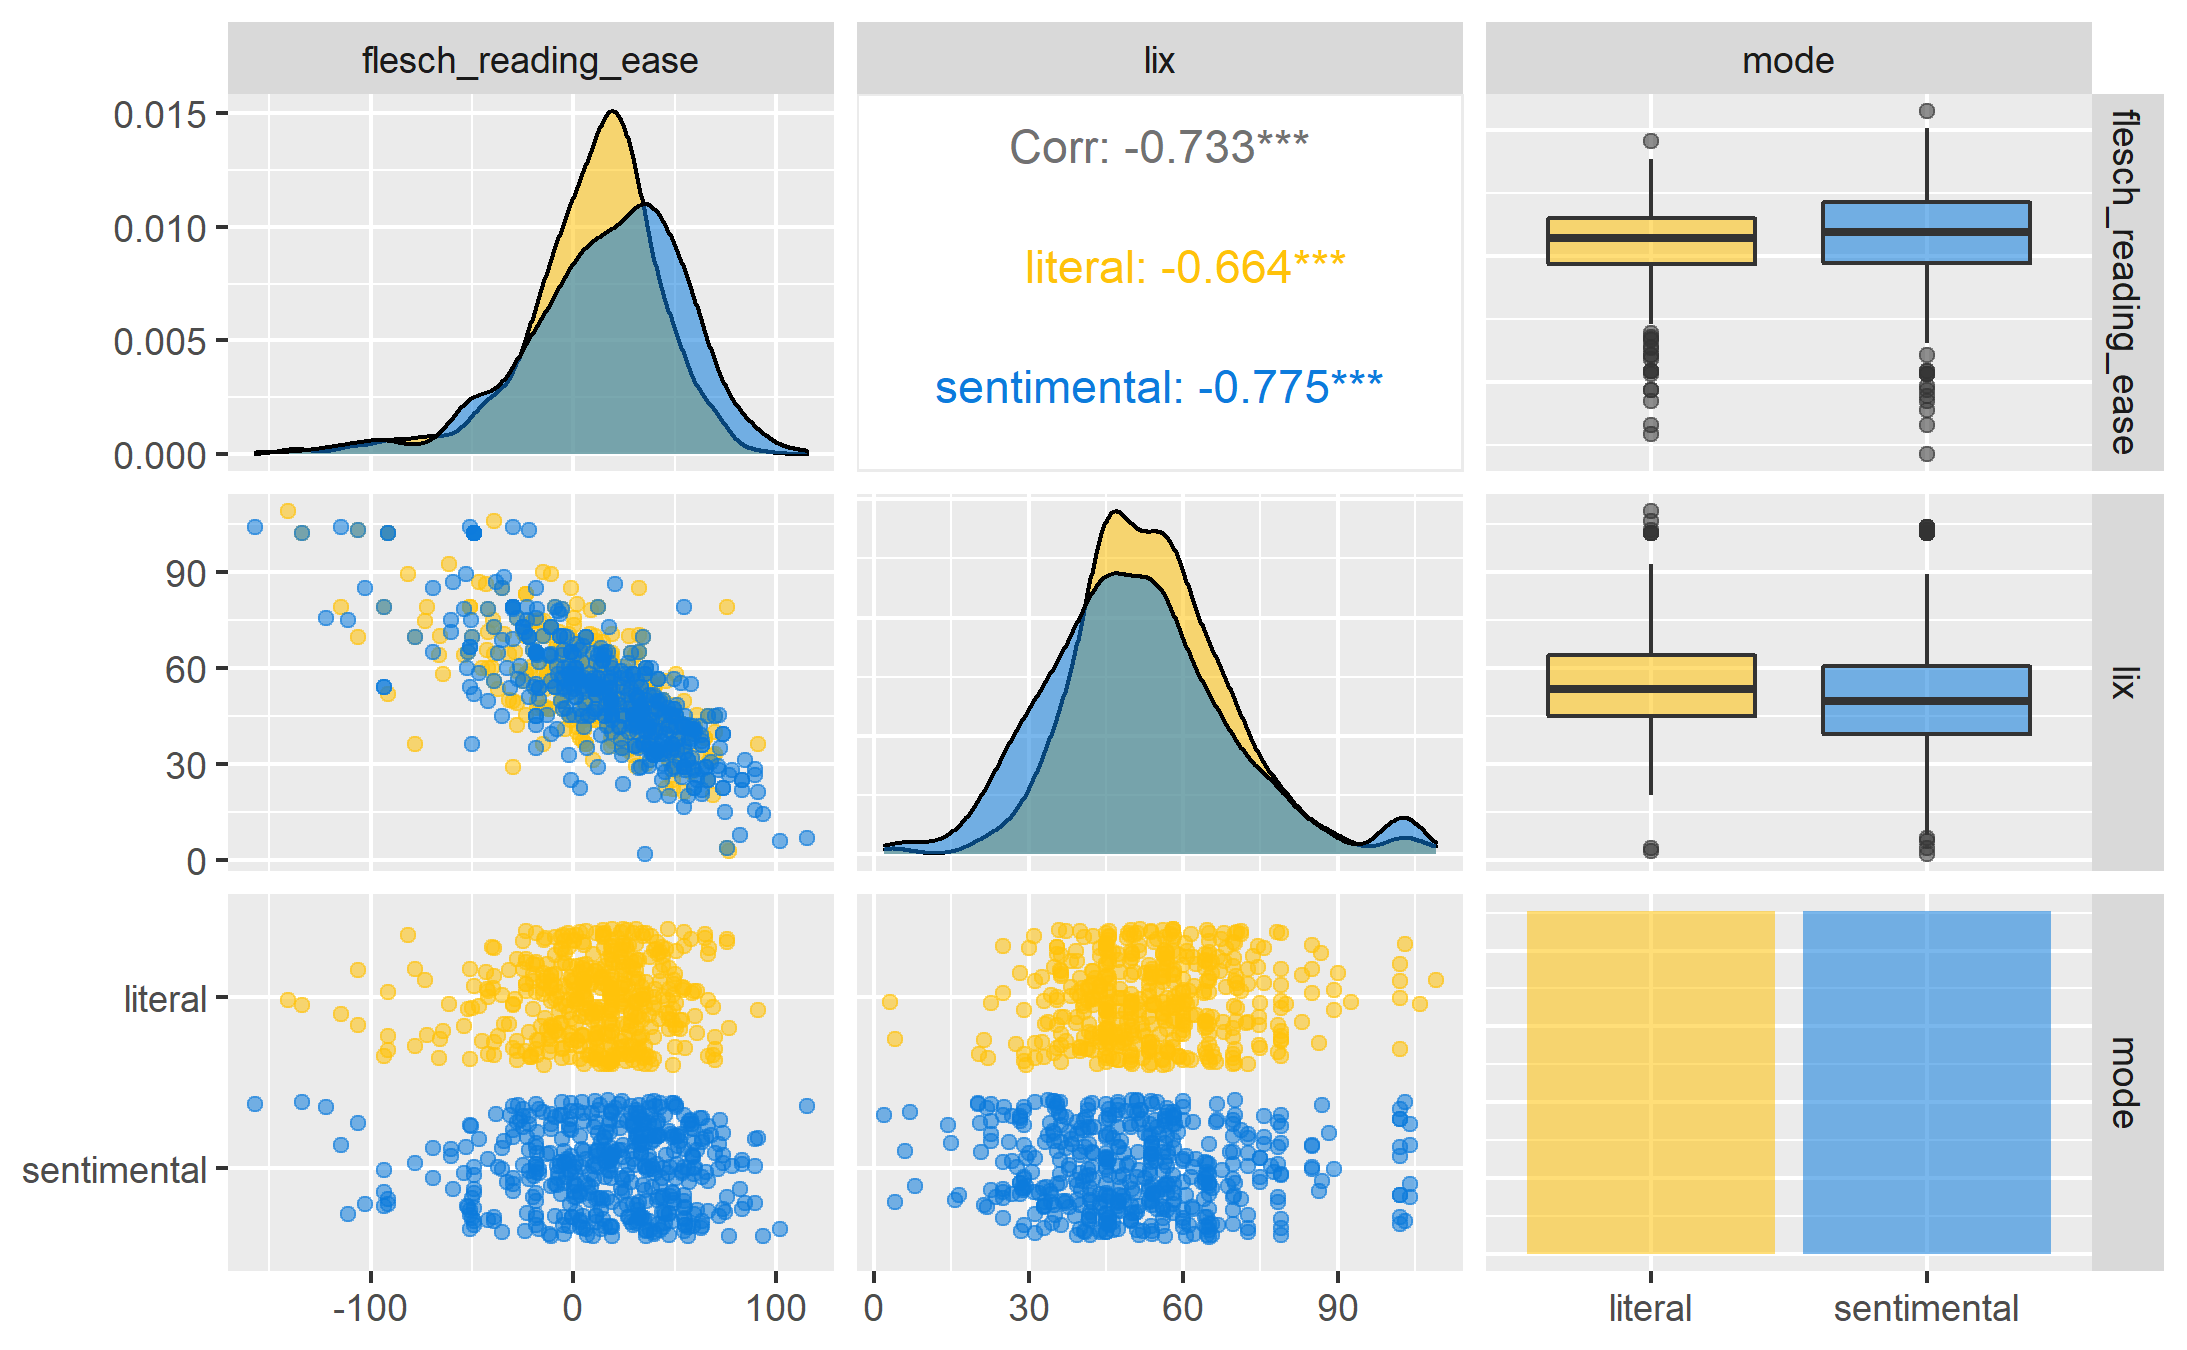 flesch_reading_ease
lix
mode
0.015
0.010
0.005
0.000
Corr: -0.733***
literal: -0.664***
sentimental: -0.775***
flesch_reading_ease
90
60
30
0
lix
literal
sentimental
mode
-100
0
100
0
30
60
90
literal
sentimental